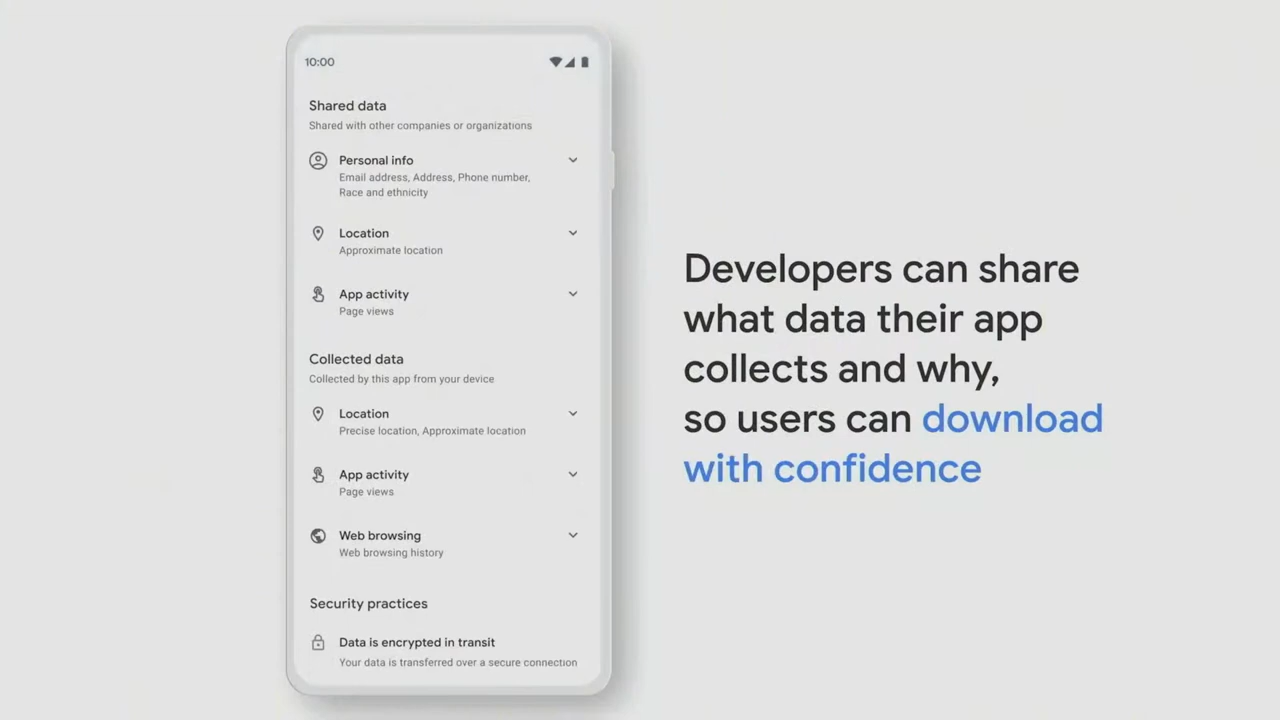 10:00
Shared data
Shared with other companies or organizations
Personal info
Email address, Address, Phone number,
Race and ethnicity
Location
Approximate location
App activity
Page views
Collected data
Collected by this app from your device
Location
Precise location, Approximate location
App activity
Page views
Web browsing
Web browsing history
Security practices
Data is encrypted in transit
Your data is transferred over a secure connection
Developers can share
what data their app
collects and why,
so users can download
with confidence